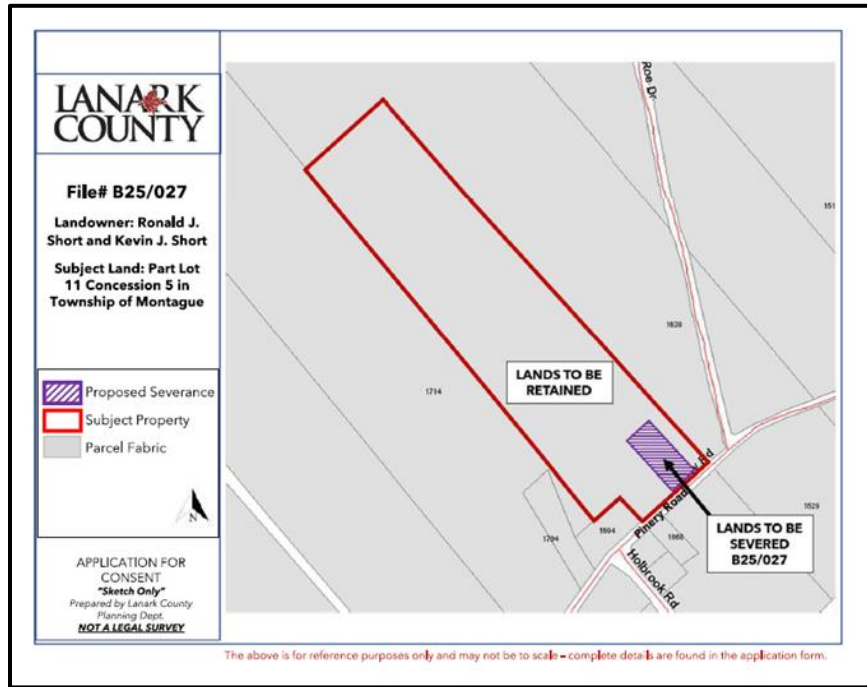 LANARK
COUNTY
File# B25/027
Landowner: Ronald J.
Short and Kevin J. Short
Subject Land: Part Lot
11 Concession 5 in
Township of Montague
Proposed Severance
Subject Property
Parcel Fabric
N
APPLICATION FOR
CONSENT
"Sketch Only"
Prepared by Lanark County
Planning Dept.
NOT A LEGAL SURVEY
Roe Dr
151
1639
1714
LANDS TO BE
RETAINED
Rd
Pinery Road
1704
1694
1668
1529
Holbrook Rd
LANDS TO BE
SEVERED
B25/027
The above is for reference purposes only and may not be to scale – complete details are found in the application form.